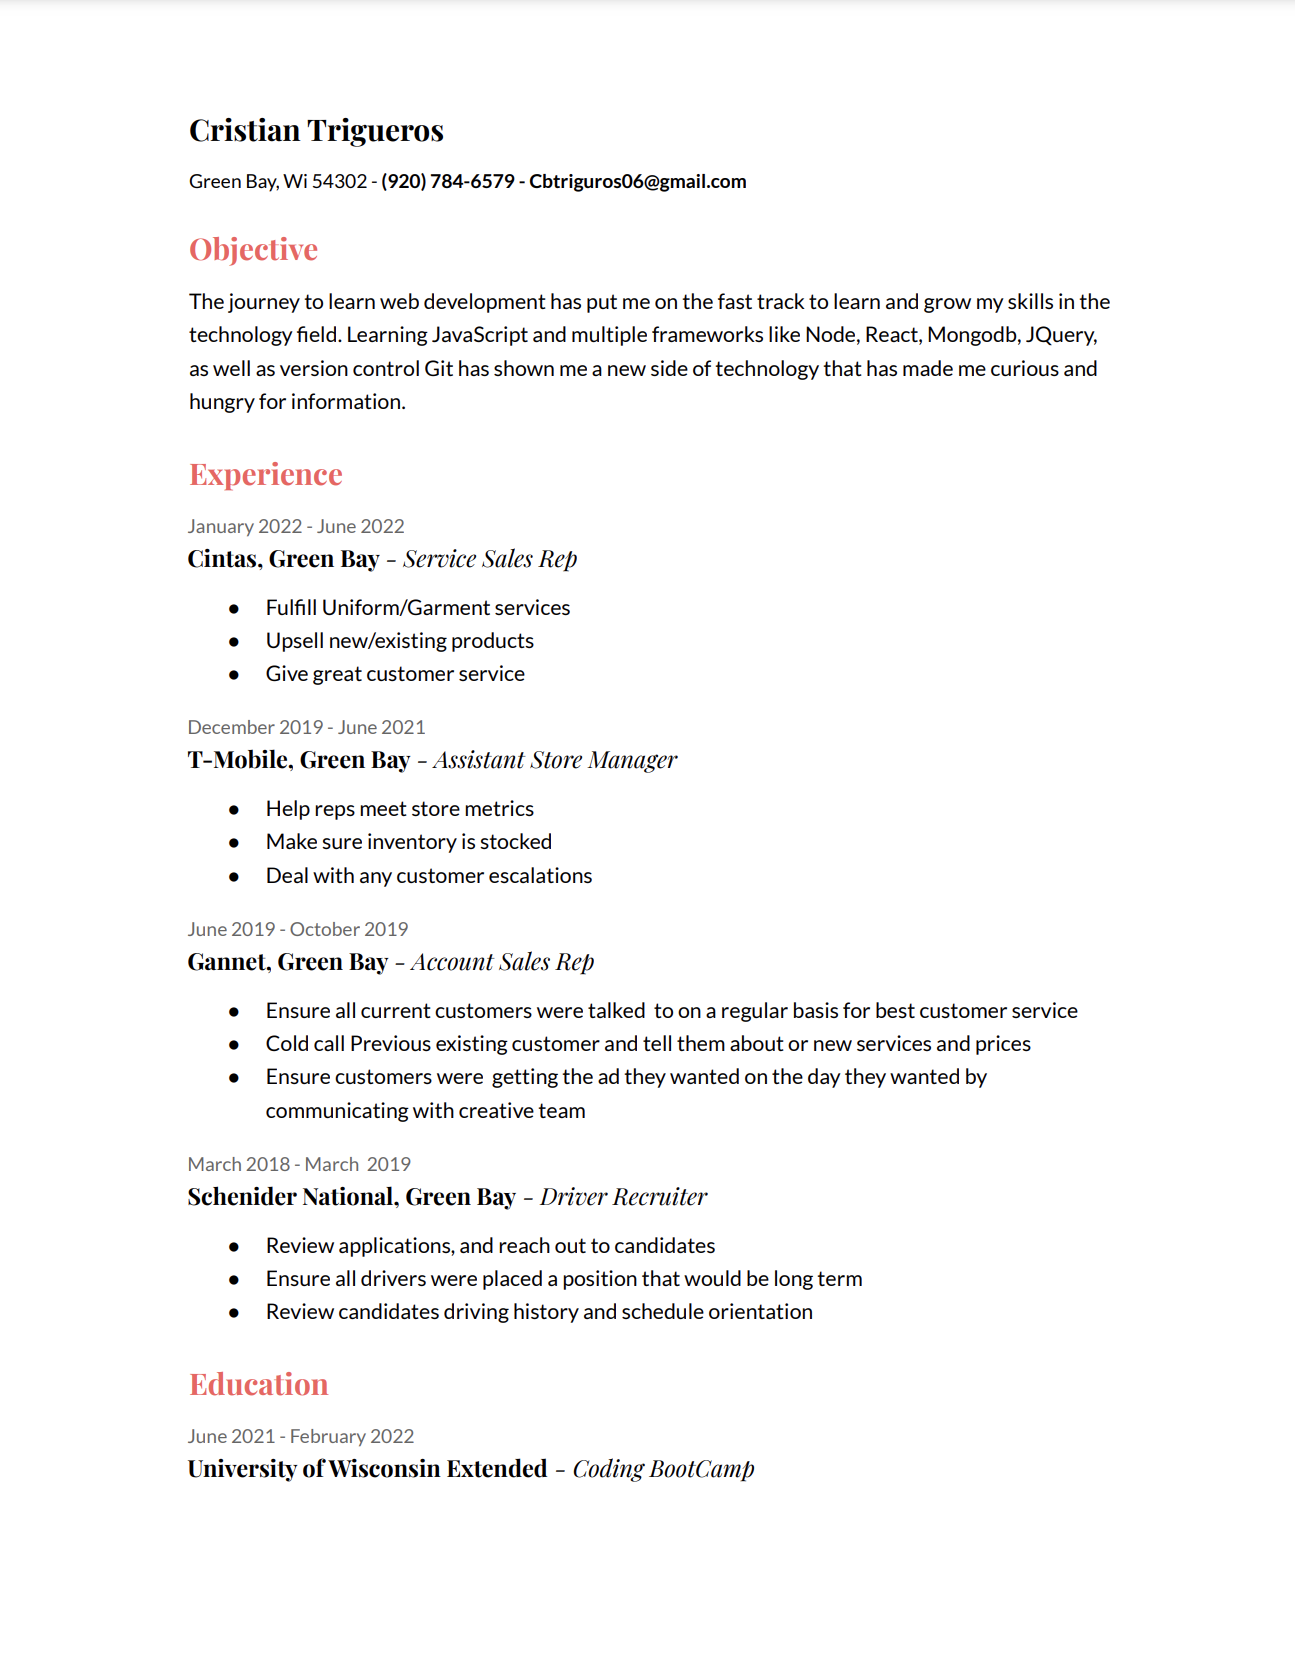 Cristian Trigueros
Green Bay, Wi 54302 - (920) 784-6579 - Cbtriguros06@gmail.com
Objective
The journey to learn web development has put me on the fast track to learn and grow my skills in the
technology field. Learning JavaScript and multiple frameworks like Node, React, Mongodb, JQuery,
as well as version control Git has shown me a new side of technology that has made me curious and
hungry for information.
Experience
January 2022 - June 2022
Cintas, Green Bay - Service Sales Rep
● Fulfill Uniform/Garment services
● Upsell new/existing products
● Give great customer service
December 2019 - June 2021
T-Mobile, Green Bay - Assistant Store Manager
● Help reps meet store metrics
● Make sure inventory is stocked
● Deal with any customer escalations
June 2019 - October 2019
Gannet, Green Bay - Account Sales Rep
● Ensure all current customers were talked  to on a regular basis for best customer service
● Cold call Previous existing customer and tell them about or new services and prices
● Ensure customers were  getting the ad they wanted on the day they wanted by
communicating with creative team
March 2018 - March  2019
Schenider National, Green Bay - Driver Recruiter
● Review applications, and reach out to candidates
● Ensure all drivers were placed a position that would be long term
● Review candidates driving history and schedule orientation
Education
June 2021 - February 2022
University of Wisconsin Extended - Coding BootCamp